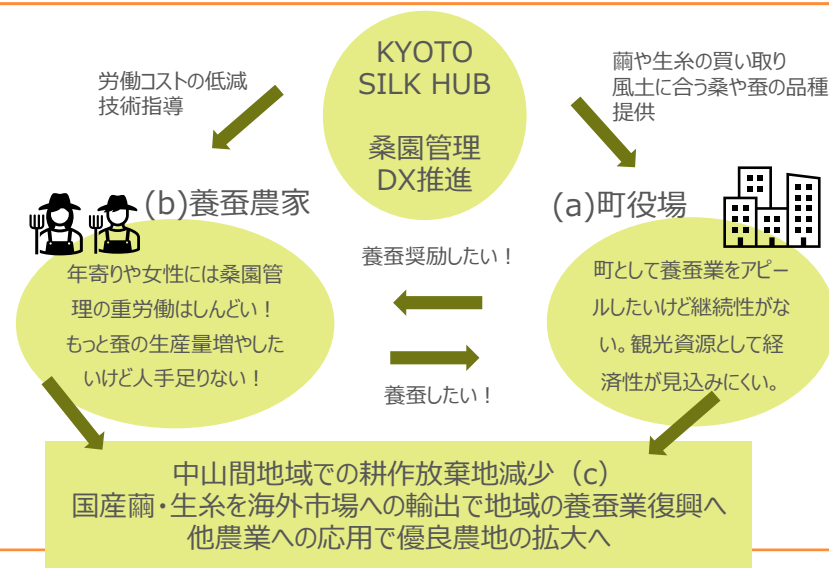 KYOTO
SILK HUB
桑園管理
DX推進
労働コストの低減
技術指導
繭や生糸の買い取り
風土に合う桑や蚕の品種
提供
(b)養蚕農家
(a)町役場
年寄りや女性には桑園管
理の重労働はしんどい！
もっと蚕の生産量増やした
いけど人手足りない！
養蚕奨励したい！
養蚕したい！
町として養蚕業をアピー
ルしたいけど継続性がな
い。観光資源として経
済性が見込みにくい。
中山間地域での耕作放棄地減少（c）
国産繭・生糸を海外市場への輸出で地域の養蚕業復興へ
他農業への応用で優良農地の拡大へ